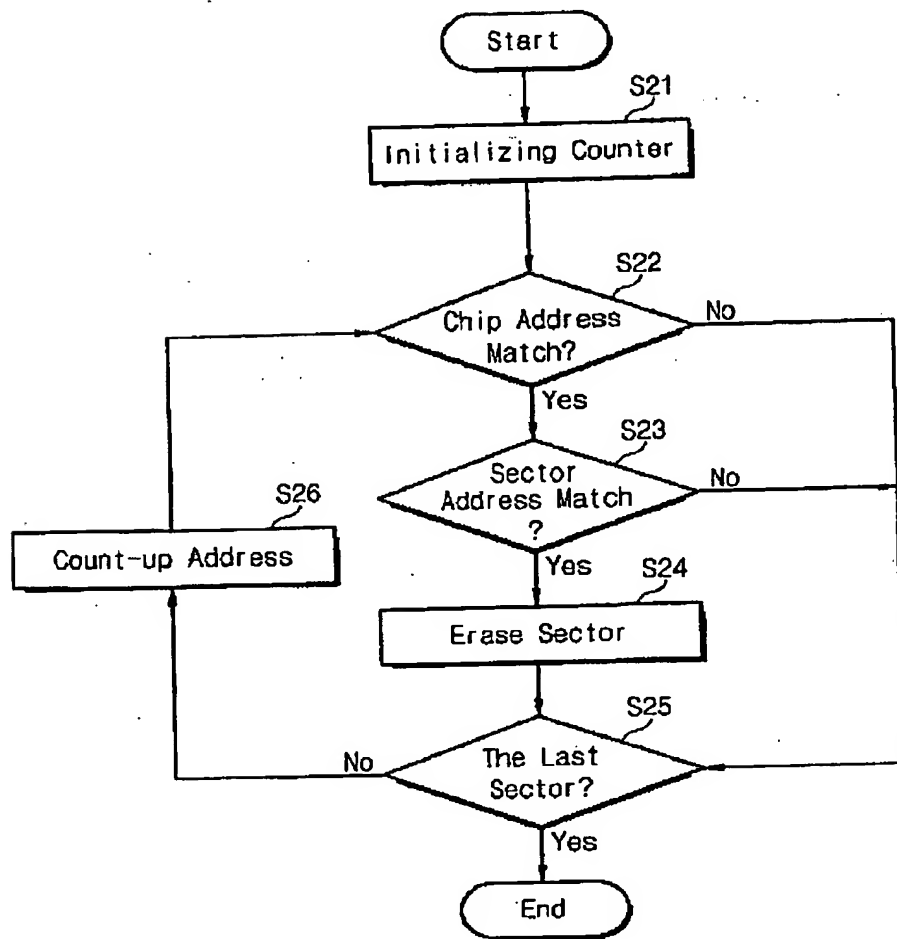 Start
S21
Initializing Counter
S22
Chip Address
Match?
No
Yes
S23
Sector
Address Match
?
No
Yes
S26
Count-up Address
S24
Erase Sector
S25
The Last
Sector?
No
Yes
End